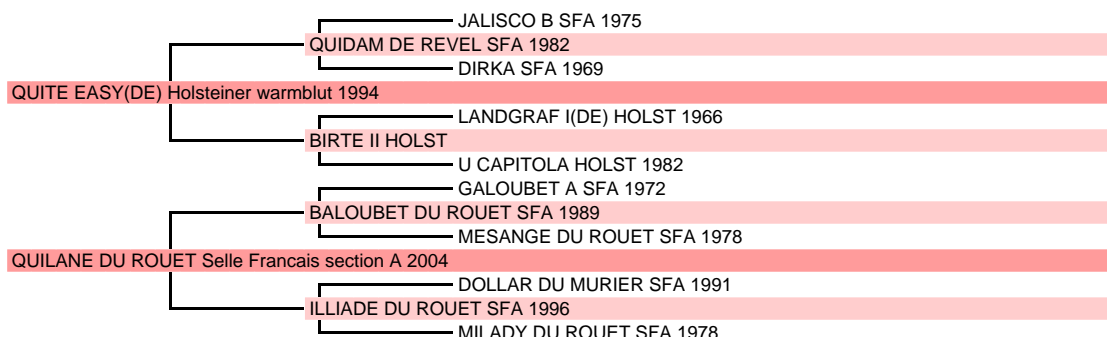 JALISCO B SFA 1975
QUIDAM DE REVEL SFA 1982
DIRKA SFA 1969
QUITE EASY(DE) Holsteiner warmblut 1994
LANDGRAF I(DE) HOLST 1966
BIRTE II HOLST
U CAPITOLA HOLST 1982
GALOUBET A SFA 1972
BALOUBET DU ROUET SFA 1989
MESANGE DU ROUET SFA 1978
QUILANE DU ROUET Selle Francais section A 2004
DOLLAR DU MURIER SFA 1991
ILLIADE DU ROUET SFA 1996
MILADY DU ROUET SFA 1978